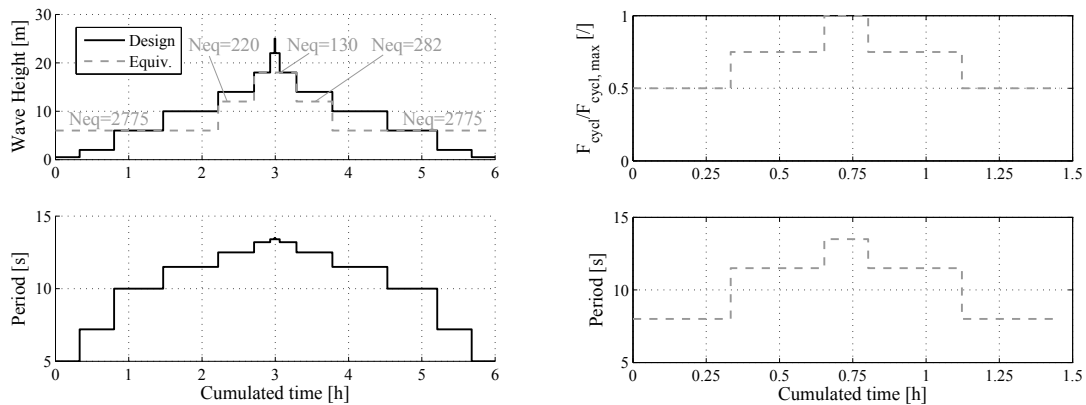 Wave Height [m]
30
20
10
0
Design
Equiv.
Neq=220
Neq=130
Neq=282
Neq=2775
Neq=2775
0 1 2 3 4 5 6
Period [s]
15
10
5
0 1 2 3 4 5 6
Cumulated time [h]
F_cycl/F_cycl, max [/]
1
0.5
0
0 0.25 0.5 0.75 1 1.25 1.5
Period [s]
15
10
5
0 0.25 0.5 0.75 1 1.25 1.5
Cumulated time [h]